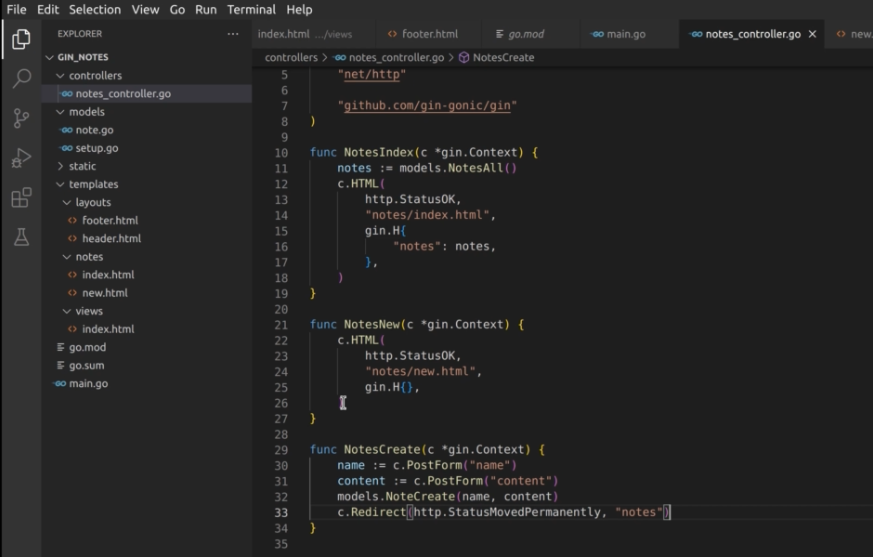 File Edit Selection View Go Run Terminal Help
EXPLORER
GIN_NOTES
controllers
notes_controller.go
models
note.go
setup.go
static
templates
layouts
footer.html
header.html
notes
index.html
new.html
views
index.html
go.mod
go.sum
main.go
index.html .../views footer.html go.mod main.go notes_controller.go new.
controllers > notes_controller.go > NotesCreate
5 "net/http"
6
7 "github.com/gin-gonic/gin"
8 )
9
10 func NotesIndex(c *gin.Context) {
11 notes := models.NotesAll()
12 c.HTML(
13 http.StatusOK,
14 "notes/index.html",
15 gin.H{
16 "notes": notes,
17 },
18 )
19 }
20
21 func NotesNew(c *gin.Context) {
22 c.HTML(
23 http.StatusOK,
24 "notes/new.html",
25 gin.H{},
26
27 }
28
29 func NotesCreate(c *gin.Context) {
30 name := c.PostForm("name")
31 content := c.PostForm("content")
32 models.NoteCreate(name, content)
33 c.Redirect(http.StatusMovedPermanently, "notes")
34 }
35